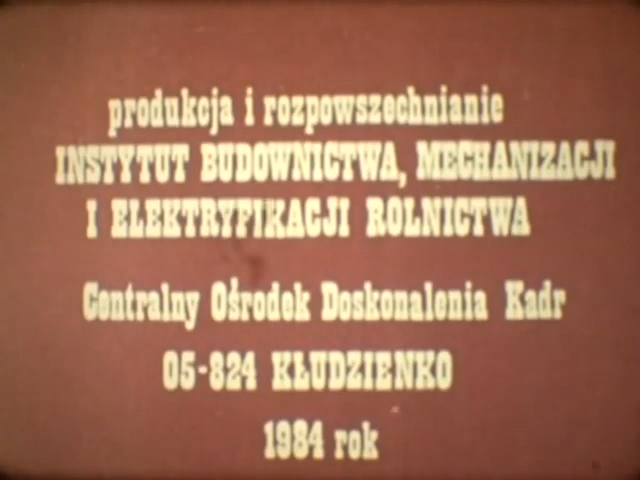 produkcja i rozpowszechnianie
INSTYTUT BUDOWNICTWA, MECHANIZACJI
I ELEKTRYFIKACJI ROLNICTWA
Centralny Ośrodek Doskonalenia Kadr
05-824 KŁUDZIENKO
1984 rok